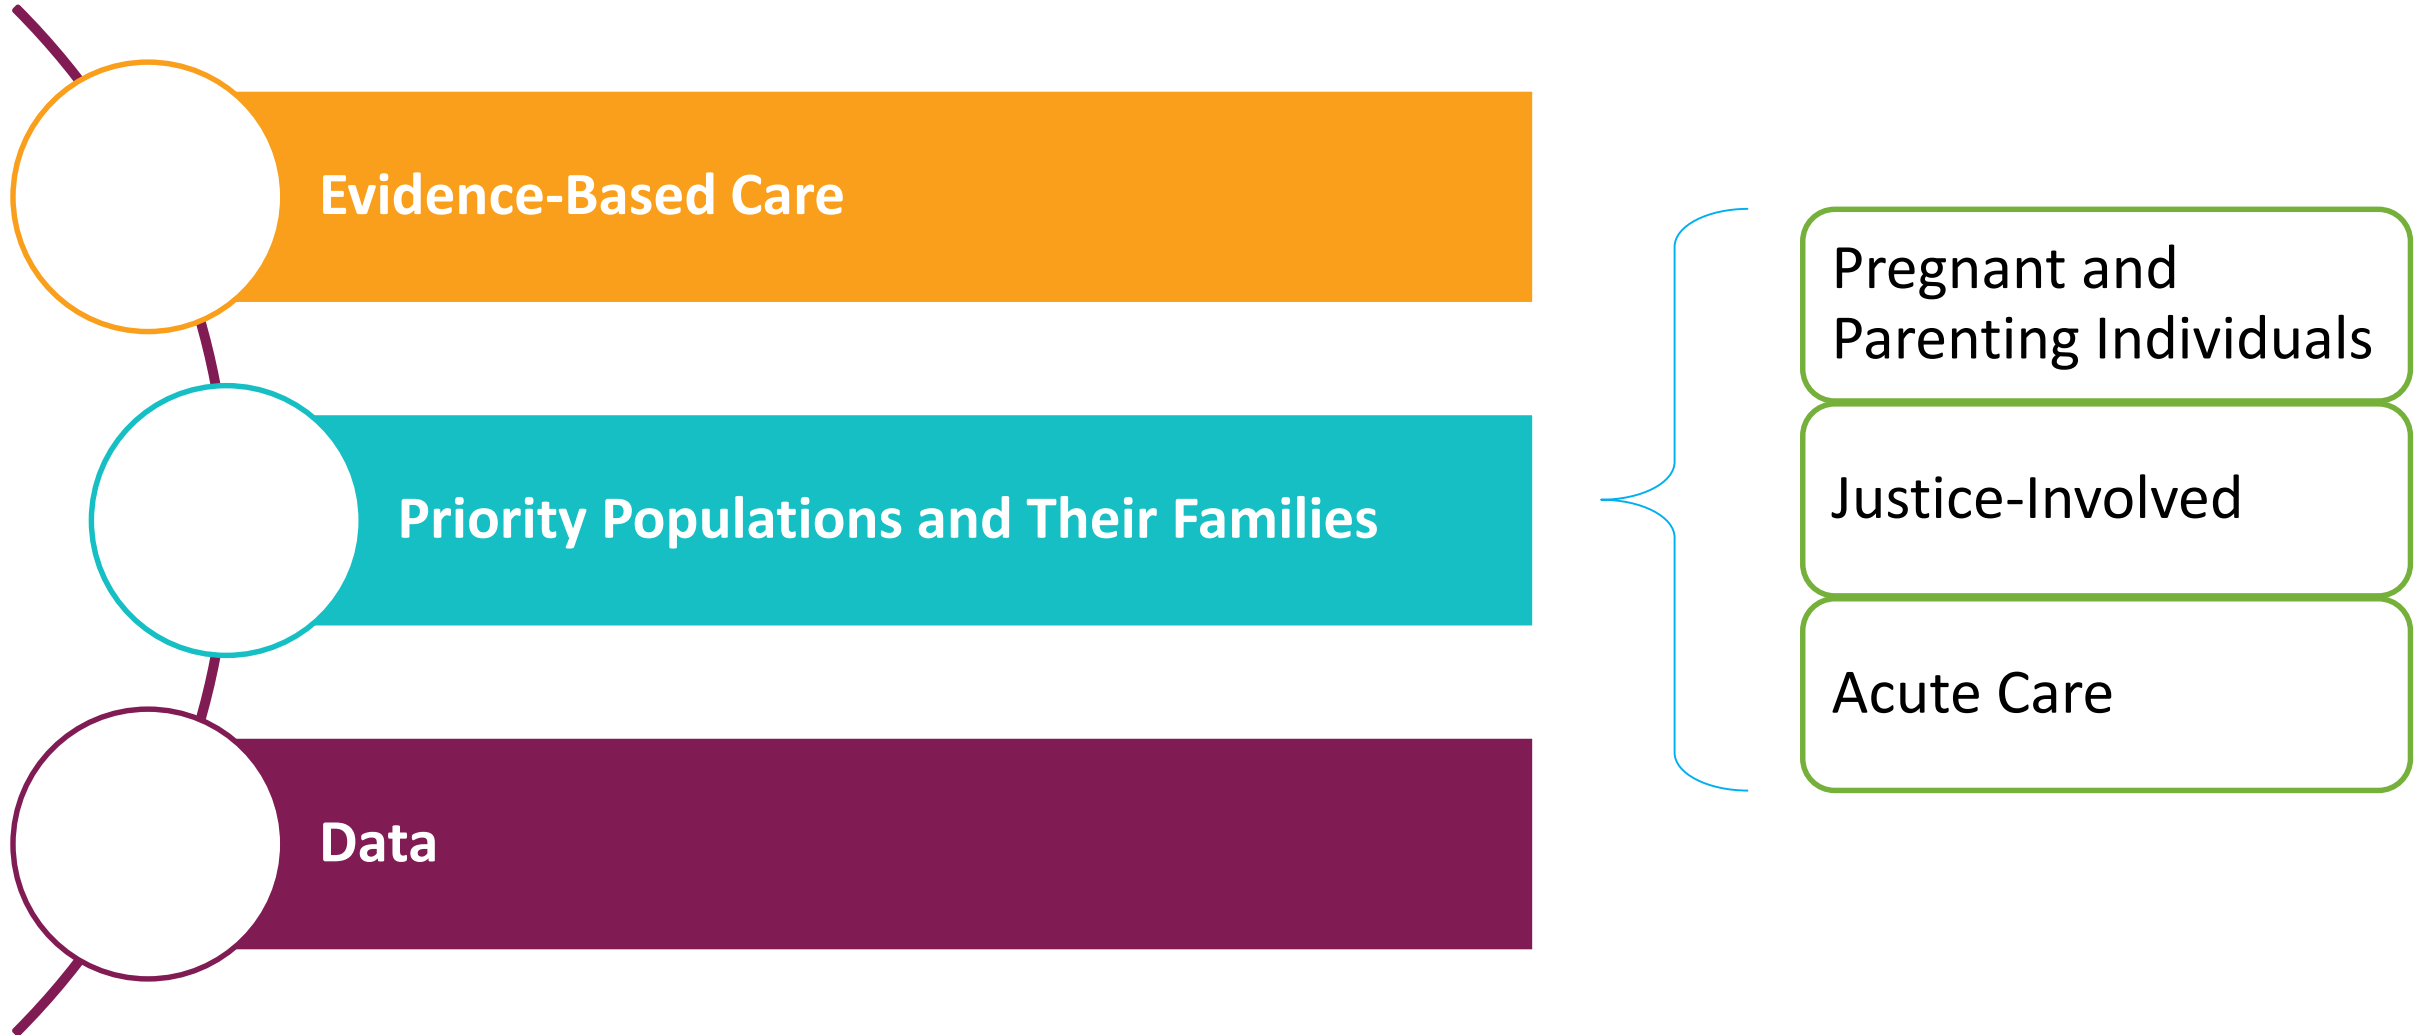 Evidence-Based Care
Priority Populations and Their Families
Data
Pregnant and
Parenting Individuals
Justice-Involved
Acute Care